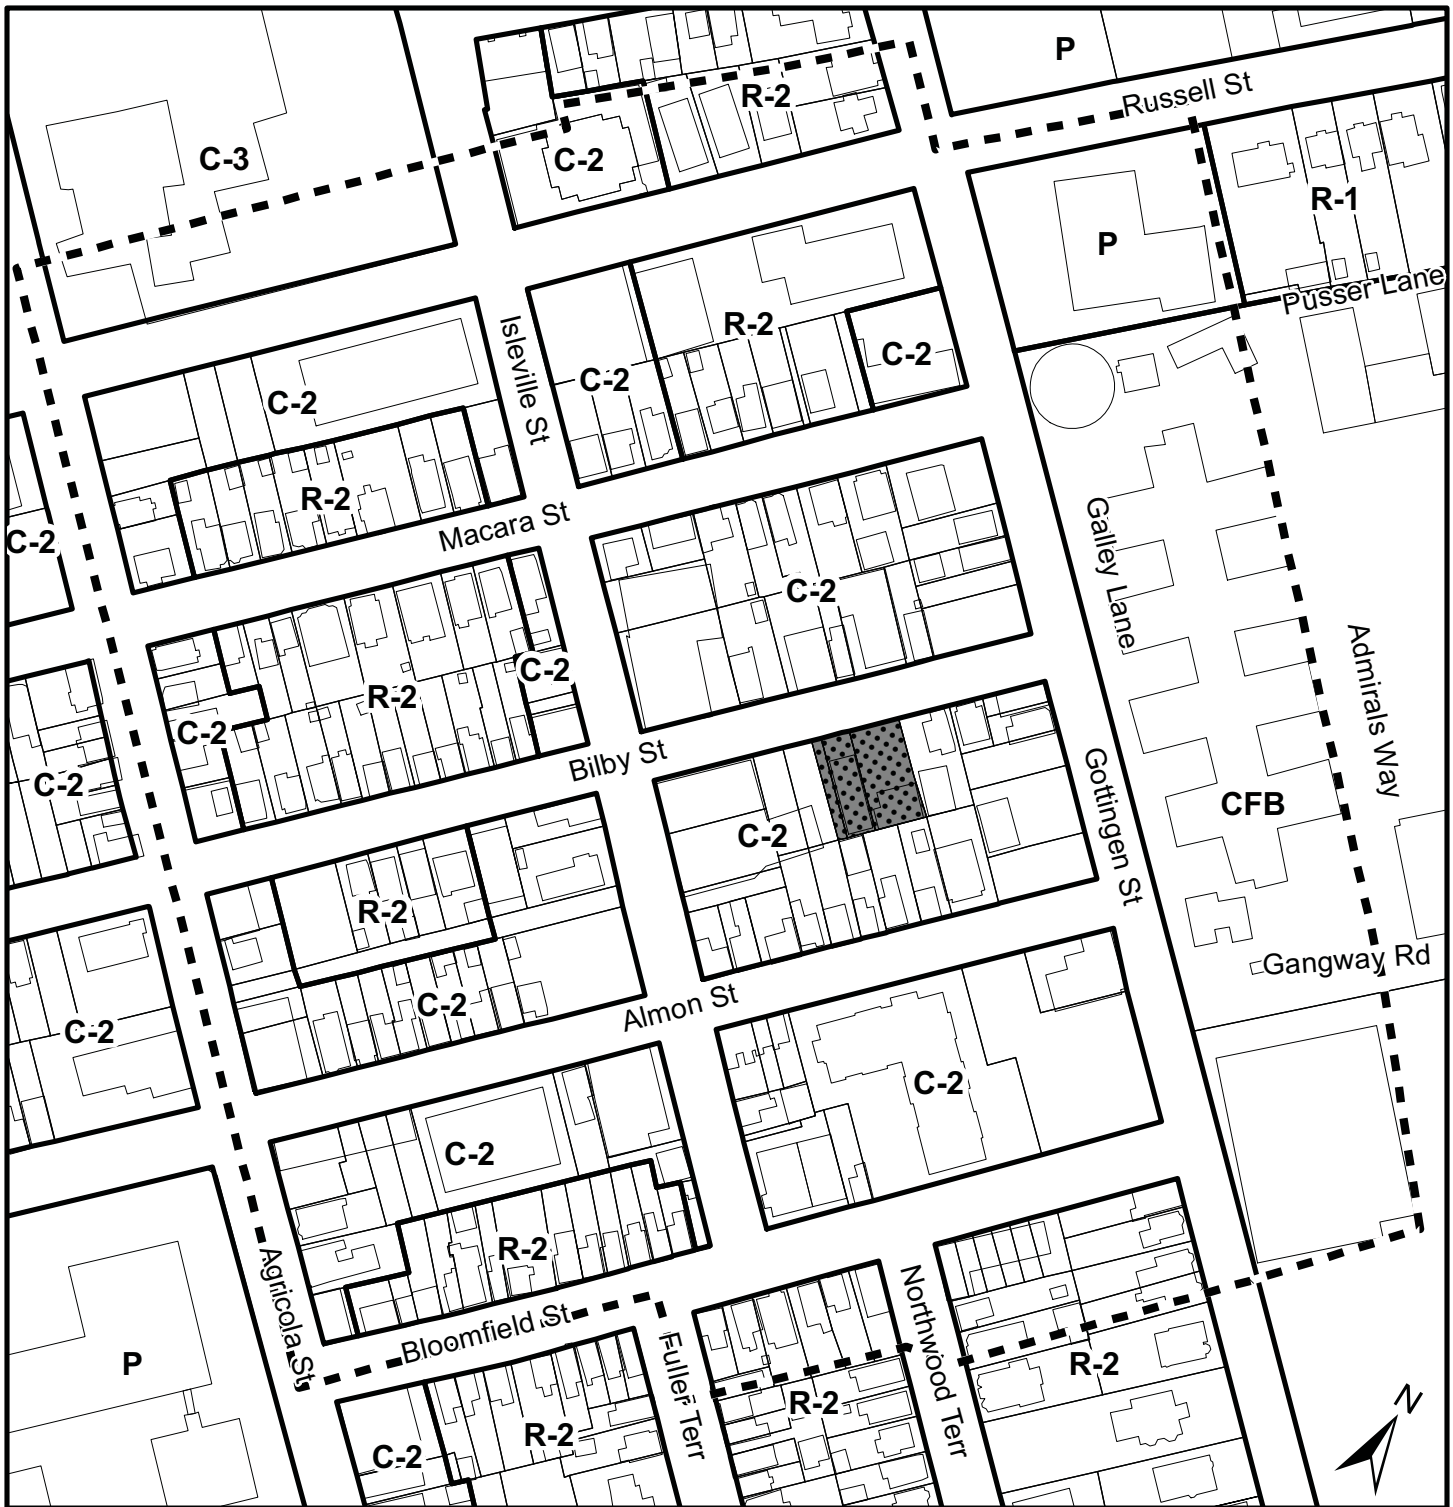 P
Russell St
R-2
C-3
C-2
R-1
P
Pusser Lane
Isleville St
R-2
C-2
C-2
C-2
R-2
Macara St
C-2
Galley Lane
C-2
Admirals Way
C-2
R-2
C-2
Bilby St
C-2
Gottingen St
CFB
C-2
R-2
Gangway Rd
C-2
Almon St
C-2
C-2
C-2
R-2
Agricola St
Bloomfield St
Fuller Terr
Northwood Terr
P
R-2
R-2
R-2
C-2
N